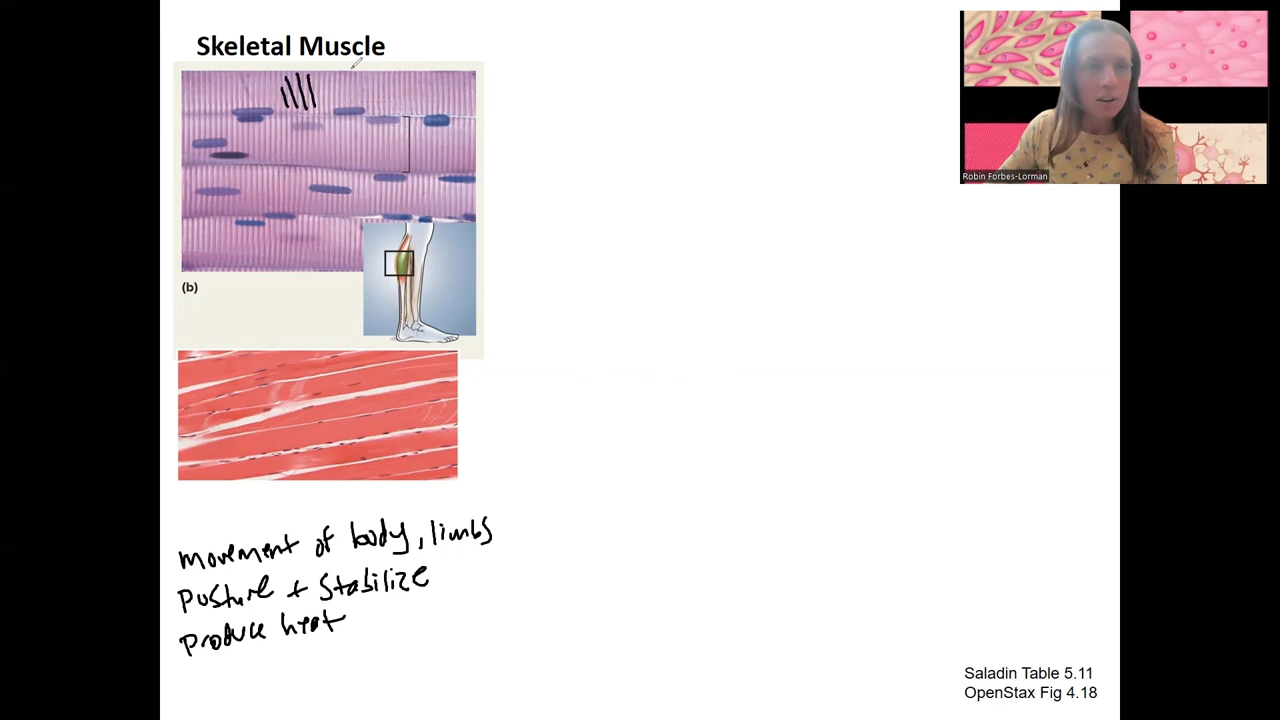 Skeletal Muscle
Robin Forbes-Lorman
(b)
movement of body, limbs
posture + stabilize
produce heat
Saladin Table 5.11
OpenStax Fig 4.18